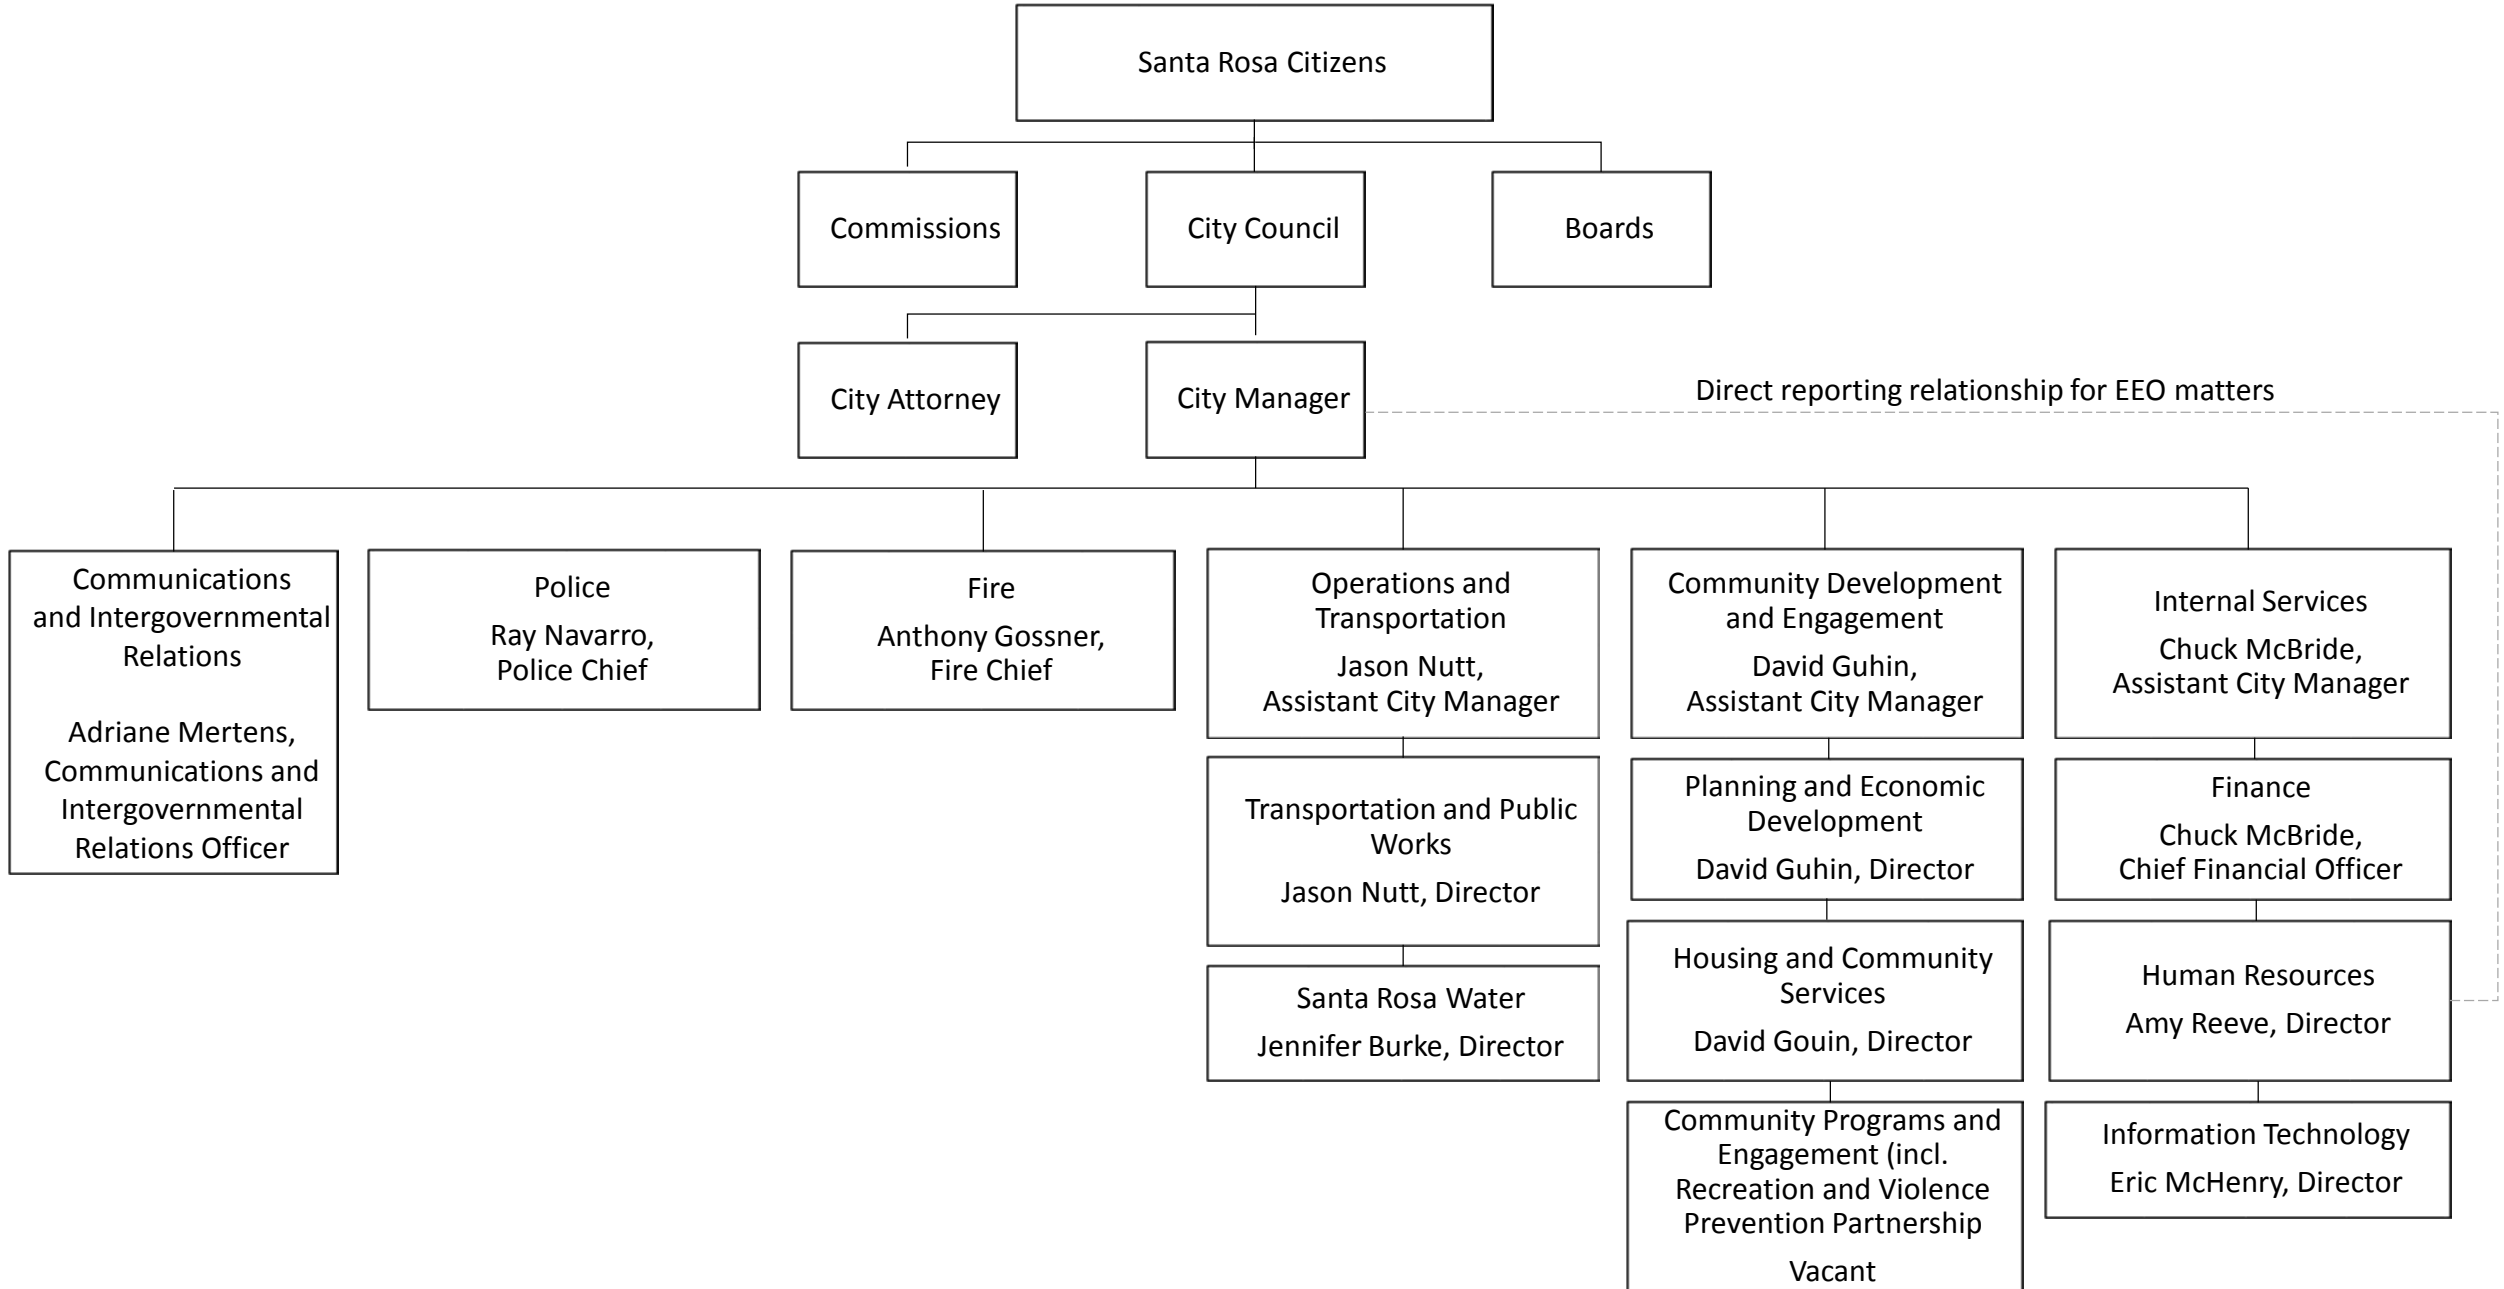 Santa Rosa Citizens
Commissions
City Council
Boards
City Attorney
City Manager
Direct reporting relationship for EEO matters
Communications
and Intergovernmental
Relations
Adriane Mertens,
Communications and
Intergovernmental
Relations Officer
Police
Ray Navarro,
Police Chief
Fire
Anthony Gossner,
Fire Chief
Operations and
Transportation
Jason Nutt,
Assistant City Manager
Transportation and Public
Works
Jason Nutt, Director
Santa Rosa Water
Jennifer Burke, Director
Community Development
and Engagement
David Guhin,
Assistant City Manager
Planning and Economic
Development
David Guhin, Director
Housing and Community
Services
David Gouin, Director
Community Programs and
Engagement (incl.
Recreation and Violence
Prevention Partnership
Vacant
Internal Services
Chuck McBride,
Assistant City Manager
Finance
Chuck McBride,
Chief Financial Officer
Human Resources
Amy Reeve, Director
Information Technology
Eric McHenry, Director